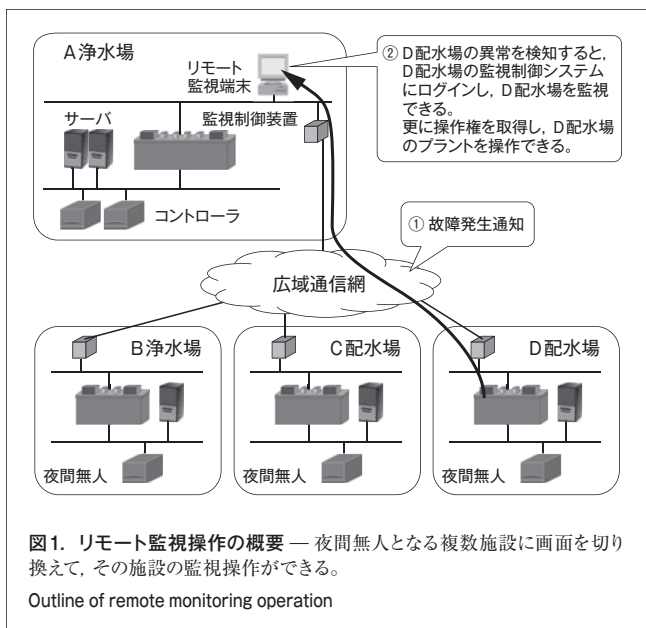 A浄水場
リモート
監視端末
サーバ
監視制御装置
コントローラ
② D配水場の異常を検知すると，
D配水場の監視制御システム
にログインし，D配水場を監視
できる。
更に操作権を取得し，D配水場
のプラントを操作できる。
① 故障発生通知
広域通信網
B浄水場
夜間無人
C配水場
夜間無人
D配水場
夜間無人
図1．リモート監視操作の概要 — 夜間無人となる複数施設に画面を切り
換えて，その施設の監視操作ができる。
Outline of remote monitoring operation